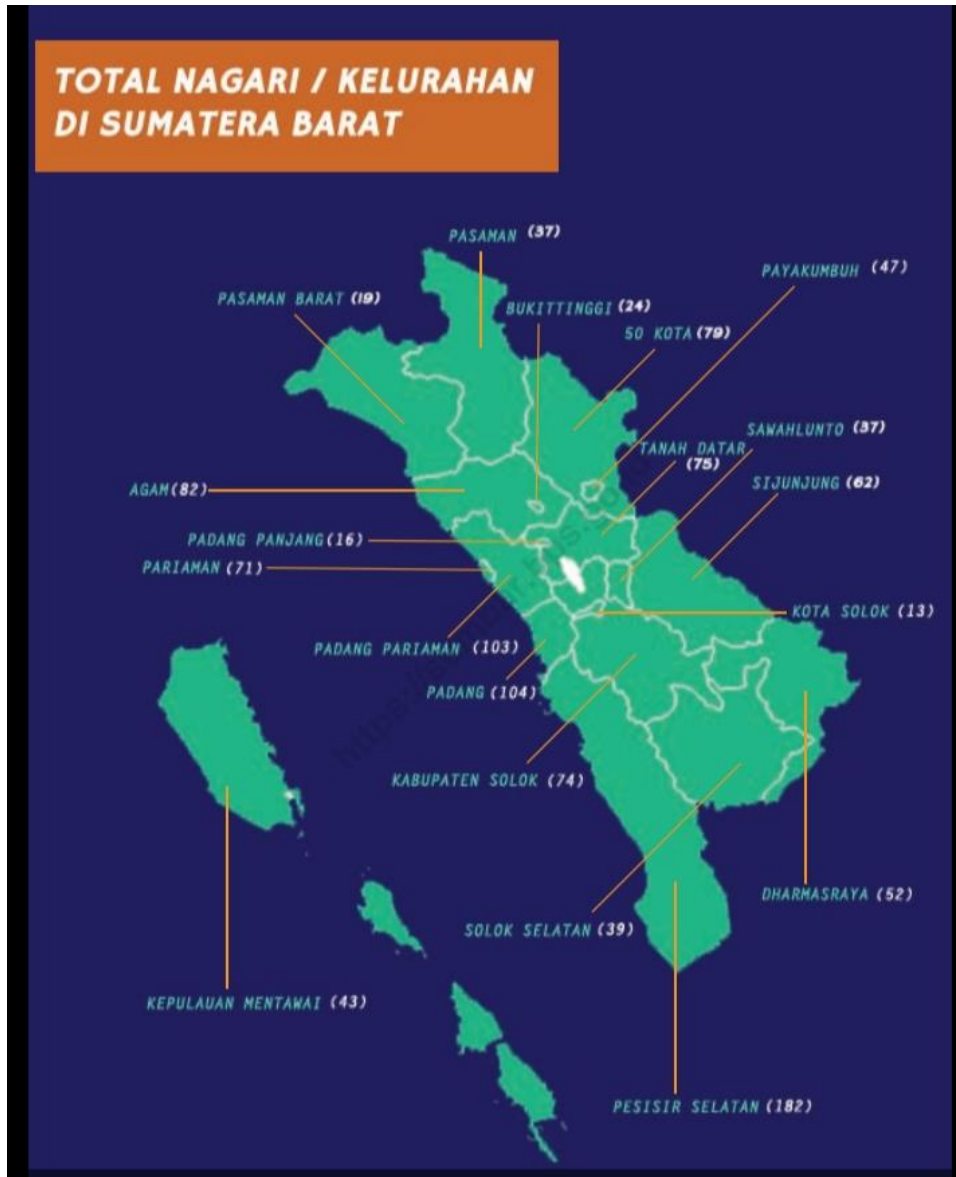 TOTAL NAGARI / KELURAHAN
DI SUMATERA BARAT
PASAMAN (37)
PAYAKUMBUH (47)
PASAMAN BARAT (19)
BUKITTINGGI (24)
50 KOTA (79)
SAWAHLUNTO (37)
TANAH DATAR
(75)
SIJUNJUNG (62)
AGAM (82)
PADANG PANJANG (16)
PARIAMAN (71)
KOTA SOLOK (13)
PADANG PARIAMAN (103)
PADANG (104)
KABUPATEN SOLOK (74)
DHARMASRAYA (52)
SOLOK SELATAN (39)
KEPULAUAN MENTAWAI (43)
PESISIR SELATAN (182)